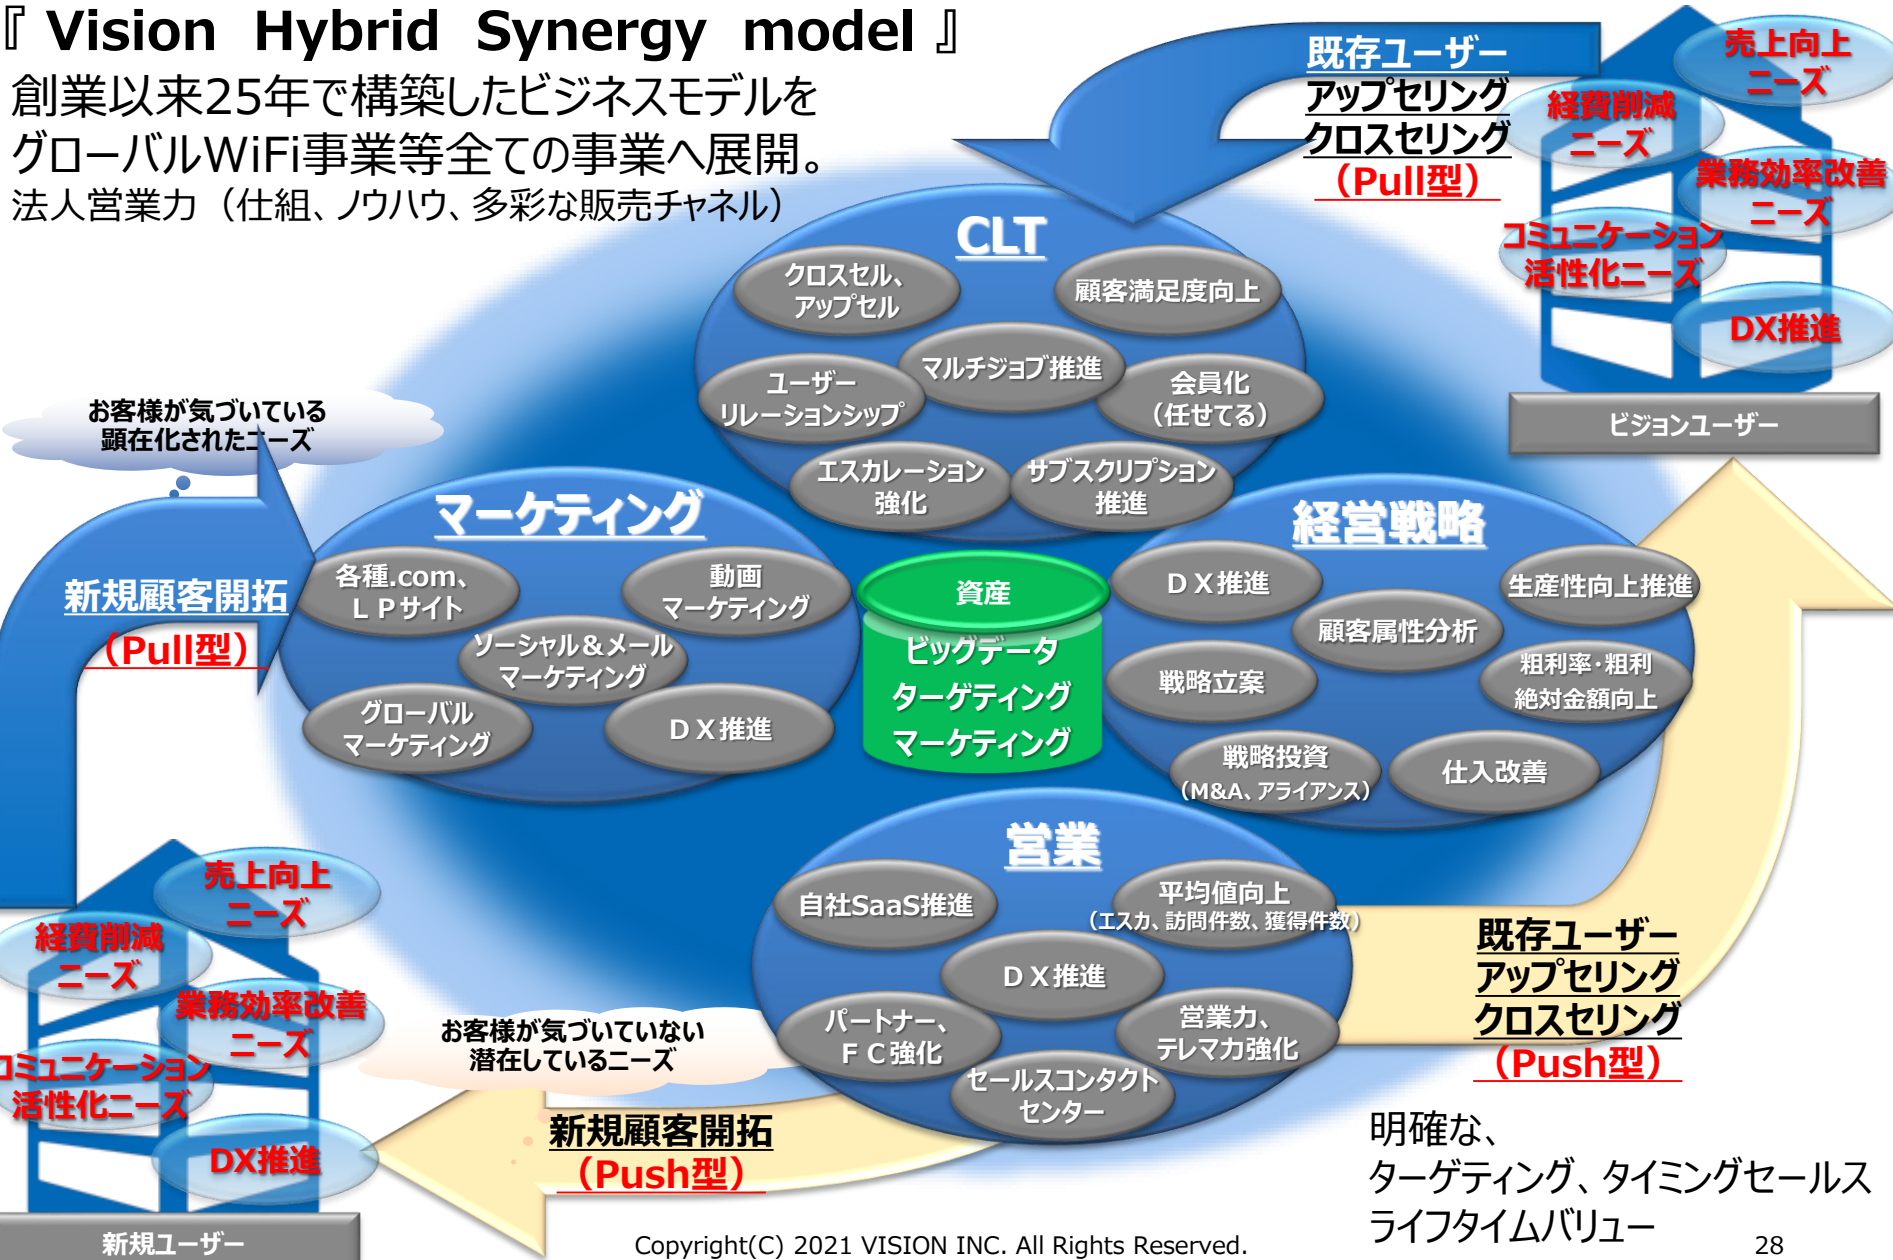 『 Vision Hybrid Synergy model 』
創業以来25年で構築したビジネスモデルを
グローバルWiFi事業等全ての事業へ展開。
法人営業力（仕組、ノウハウ、多彩な販売チャネル）
既存ユーザー
アップセリング
クロスセリング
（Pull型）
売上向上
ニーズ
経費削減
ニーズ
業務効率改善
ニーズ
コミュニケーション
活性化ニーズ
DX推進
ビジョンユーザー
CLT
クロスセル、
アップセル
顧客満足度向上
マルチジョブ推進
ユーザー
リレーションシップ
会員化
（任せてる）
エスカレーション
強化
サブスクリプション
推進
お客様が気づいている
顕在化されたニーズ
新規顧客開拓
（Pull型）
マーケティング
各種.com、
ＬＰサイト
動画
マーケティング
ソーシャル＆メール
マーケティング
グローバル
マーケティング
ＤＸ推進
資産
ビッグデータ
ターゲティング
マーケティング
経営戦略
ＤＸ推進
生産性向上推進
顧客属性分析
戦略立案
粗利率・粗利
絶対金額向上
戦略投資
（M&A、アライアンス）
仕入改善
営業
自社SaaS推進
平均値向上
（エスカ、訪問件数、獲得件数）
ＤＸ推進
パートナー、
ＦＣ強化
営業力、
テレマ力強化
セールスコンタクト
センター
既存ユーザー
アップセリング
クロスセリング
（Push型）
売上向上
ニーズ
経費削減
ニーズ
業務効率改善
ニーズ
コミュニケーション
活性化ニーズ
DX推進
新規ユーザー
お客様が気づいていない
潜在しているニーズ
新規顧客開拓
（Push型）
明確な、
ターゲティング、タイミングセールス
ライフタイムバリュー
Copyright(C) 2021 VISION INC. All Rights Reserved.
28